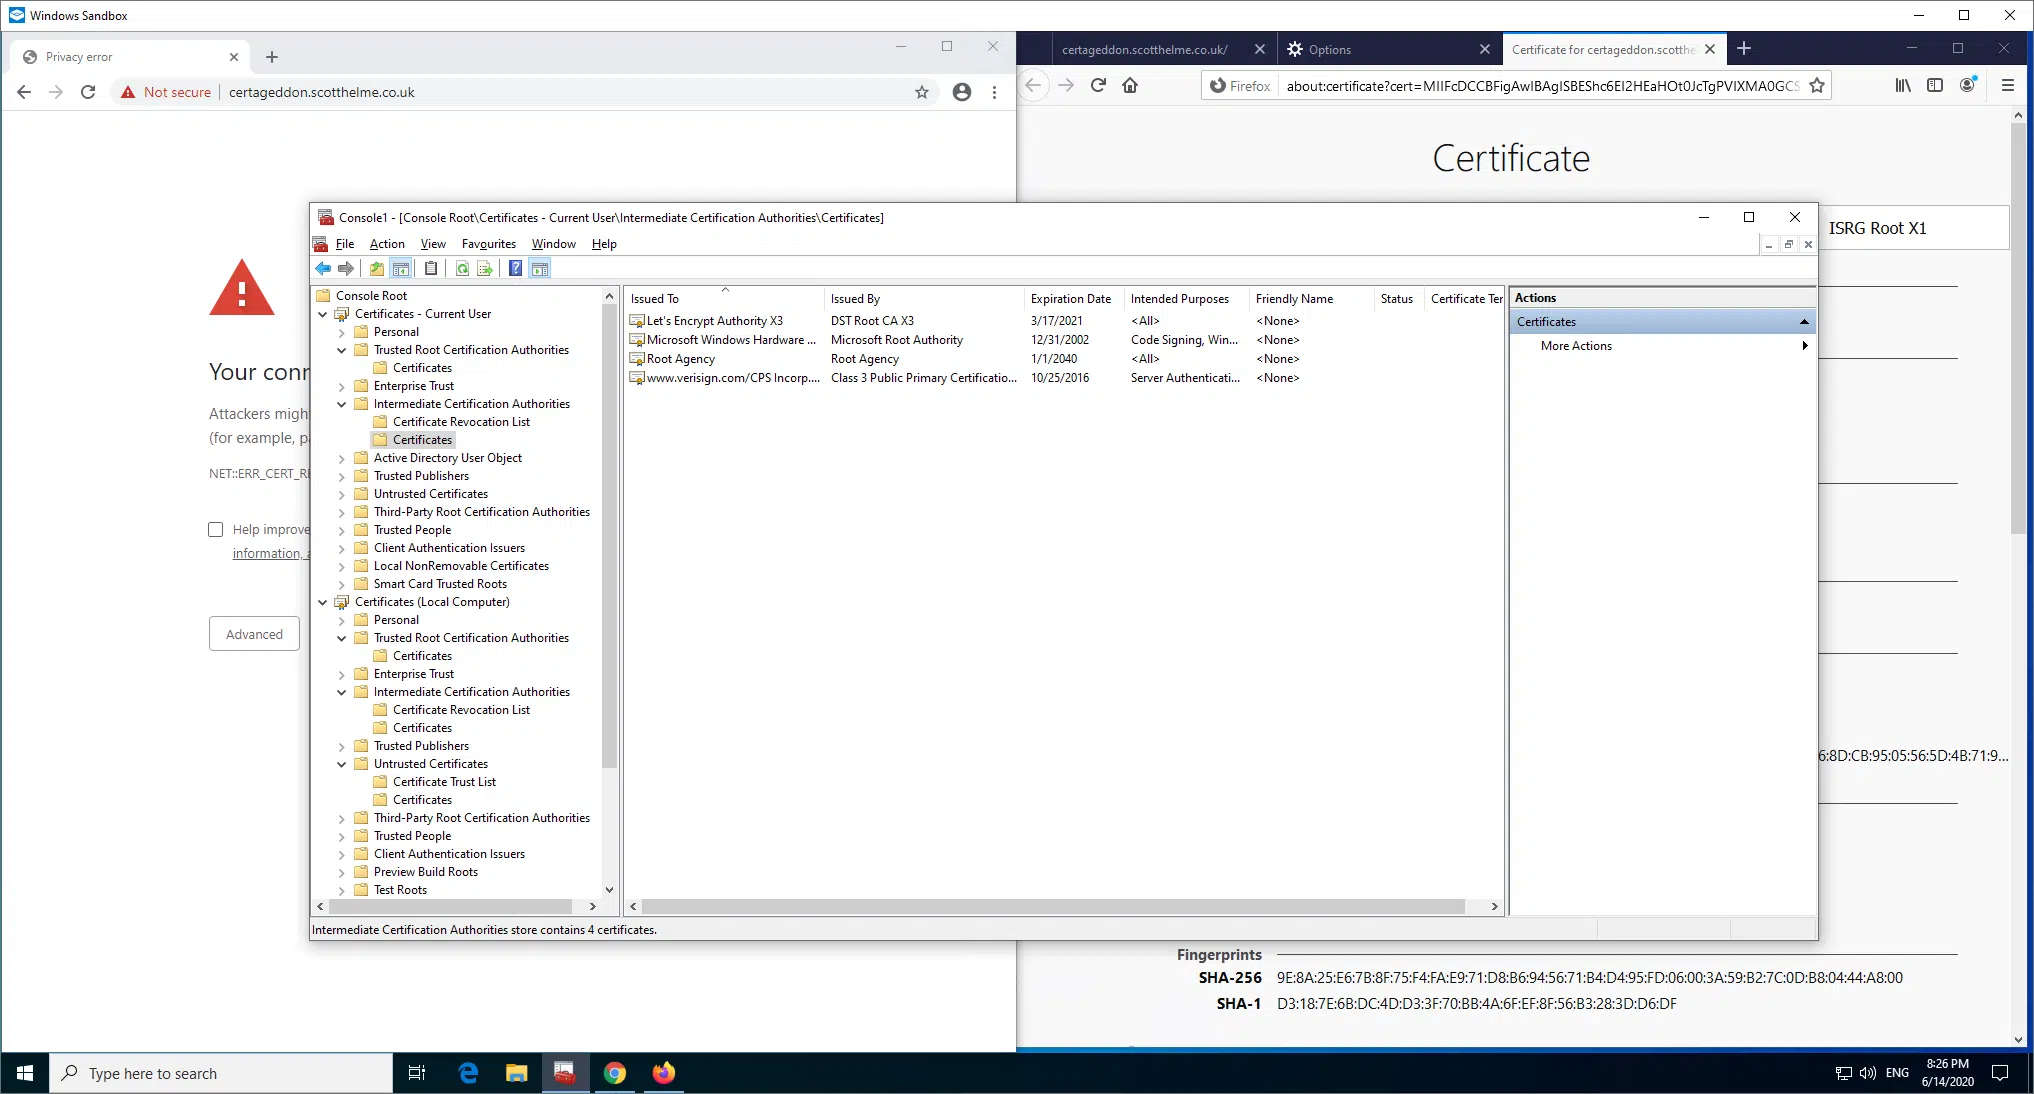 Windows Sandbox
Privacy error
Not secure
certageddon.scotthelme.co.uk
Your conn
Attackers migh
(for example, p
NET::ERR_CERT_RE
Help improve
information, a
Advanced
certageddon.scotthelme.co.uk/
Options
Certificate for certageddon.scotthe
Firefox
about:certificate?cert=MIIFcDCCBFigAwIBAgISBEShc6EI2HEaHOt0JcTgPVIXMA0GCS
Certificate
ISRG Root X1
6:8D:CB:95:05:56:5D:4B:71:9...
Fingerprints
SHA-256 9E:8A:25:E6:7B:8F:75:F4:FA:E9:71:D8:B6:94:56:71:B4:D4:95:FD:06:00:3A:59:B2:7C:0D:B8:04:44:A8:00
SHA-1 D3:18:7E:6B:DC:4D:D3:3F:70:BB:4A:6F:EF:8F:56:B3:28:3D:D6:DF
Console1 - [Console Root\Certificates - Current User\Intermediate Certification Authorities\Certificates]
File Action View Favourites Window Help
Console Root
Certificates - Current User
Personal
Trusted Root Certification Authorities
Certificates
Enterprise Trust
Intermediate Certification Authorities
Certificate Revocation List
Certificates
Active Directory User Object
Trusted Publishers
Untrusted Certificates
Third-Party Root Certification Authorities
Trusted People
Client Authentication Issuers
Local NonRemovable Certificates
Smart Card Trusted Roots
Certificates (Local Computer)
Personal
Trusted Root Certification Authorities
Certificates
Enterprise Trust
Intermediate Certification Authorities
Certificate Revocation List
Certificates
Trusted Publishers
Untrusted Certificates
Certificate Trust List
Certificates
Third-Party Root Certification Authorities
Trusted People
Client Authentication Issuers
Preview Build Roots
Test Roots
Issued To Issued By Expiration Date Intended Purposes Friendly Name Status Certificate Ter
Let's Encrypt Authority X3 DST Root CA X3 3/17/2021 <All> <None>
Microsoft Windows Hardware ... Microsoft Root Authority 12/31/2002 Code Signing, Win... <None>
Root Agency Root Agency 1/1/2040 <All> <None>
www.verisign.com/CPS Incorp.... Class 3 Public Primary Certificatio... 10/25/2016 Server Authenticati... <None>
Actions
Certificates
More Actions
Intermediate Certification Authorities store contains 4 certificates.
Type here to search
ENG
8:26 PM
6/14/2020